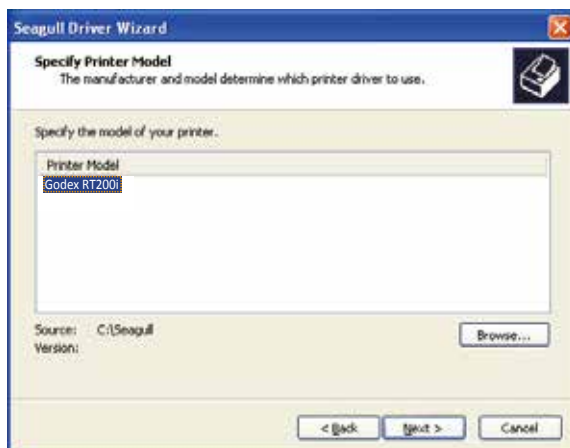 Seagull Driver Wizard
Specify Printer Model
The manufacturer and model determine which printer driver to use.
Specify the model of your printer.
Printer Model
Godex RT200i
Source: C:\Seagull
Version:
Browse...
< Back Next > Cancel